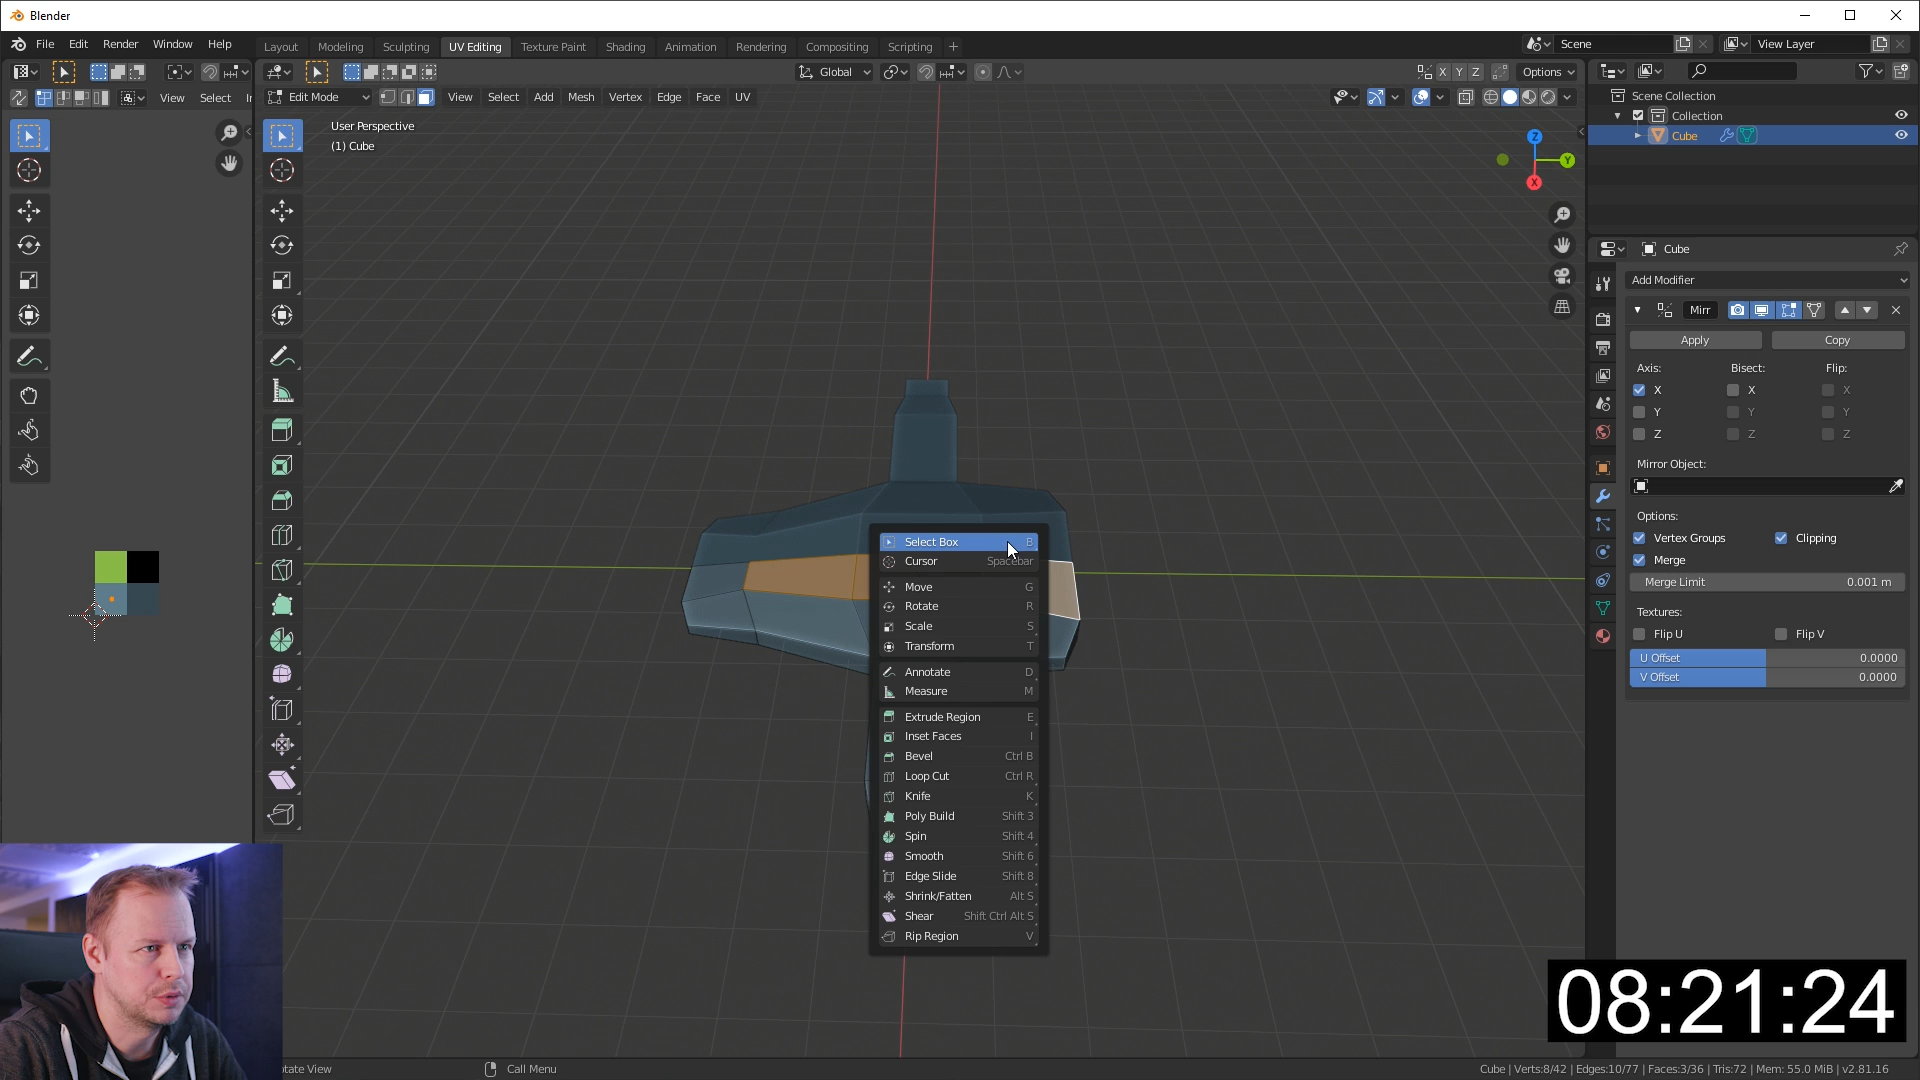 Blender
File Edit Render Window Help
Layout Modeling Sculpting UV Editing Texture Paint Shading Animation Rendering Compositing Scripting +
Scene
View Layer
Global
X Y Z
Options
View Select
Edit Mode
View Select Add Mesh Vertex Edge Face UV
User Perspective
(1) Cube
Z
Y
X
Scene Collection
Collection
Cube
Cube
Add Modifier
Mirr
Apply Copy
Axis: Bisect: Flip:
X X X
Y Y Y
Z Z Z
Mirror Object:
Options:
Vertex Groups Clipping
Merge
Merge Limit 0.001 m
Textures:
Flip U Flip V
U Offset 0.0000
V Offset 0.0000
Select Box B
Cursor Spacebar
Move G
Rotate R
Scale S
Transform T
Annotate D
Measure M
Extrude Region E
Inset Faces I
Bevel Ctrl B
Loop Cut Ctrl R
Knife K
Poly Build Shift 3
Spin Shift 4
Smooth Shift 6
Edge Slide Shift 8
Shrink/Fatten Alt S
Shear Shift Ctrl Alt S
Rip Region V
08:21:24
tate View
Call Menu
Cube | Verts:8/42 | Edges:10/77 | Faces:3/36 | Tris:72 | Mem: 55.0 MiB | v2.81.16